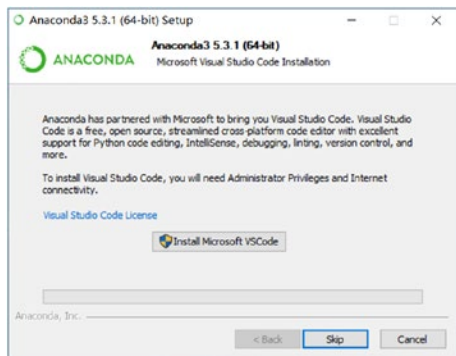 Anaconda3 5.3.1 (64-bit) Setup
Anaconda3 5.3.1 (64-bit)
ANACONDA
Microsoft Visual Studio Code Installation
Anaconda has partnered with Microsoft to bring you Visual Studio Code. Visual Studio
Code is a free, open source, streamlined cross-platform code editor with excellent
support for Python code editing, IntelliSense, debugging, linting, version control, and
more.
To install Visual Studio Code, you will need Administrator Privileges and Internet
connectivity.
Visual Studio Code License
Install Microsoft VSCode
Anaconda, Inc.
< Back
Skip
Cancel